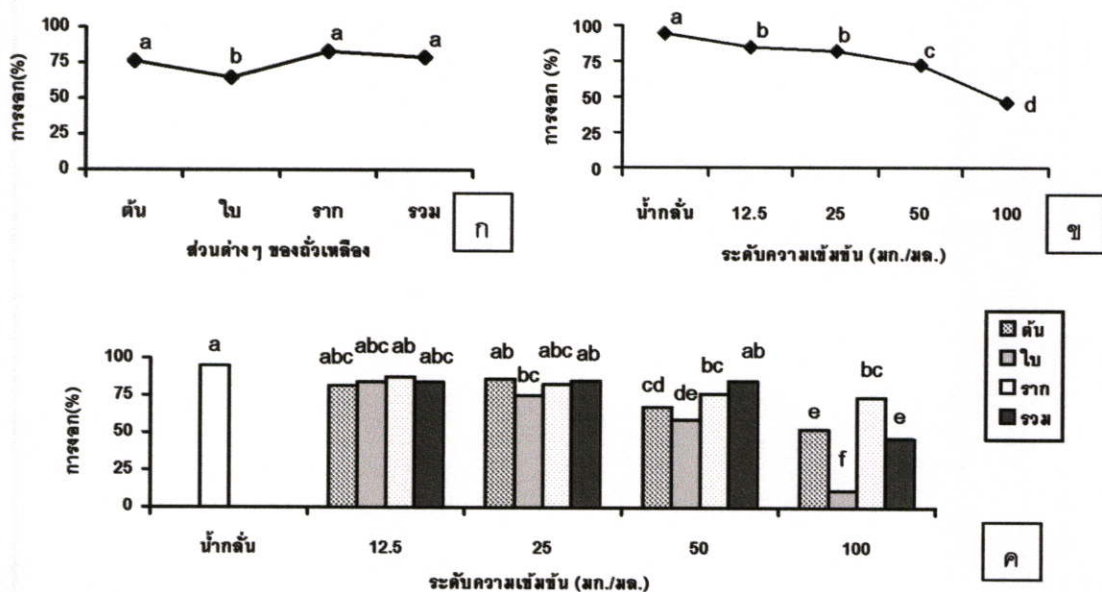 การงอก(%)
100
75
50
25
0
a b a a
ต้น ใบ ราก รวม
ส่วนต่างๆ ของถั่วเหลือง
ก
การงอก (%)
100
75
50
25
0
a b b c d
น้ำกลั่น 12.5 25 50 100
ระดับความเข้มข้น (มก./มล.)
ข
การงอก(%)
100
75
50
25
0
a abc abc ab abc ab bc abc ab cd de bc ab e f bc e
น้ำกลั่น 12.5 25 50 100
ระดับความเข้มข้น (มก./มล.)
ต้น
ใบ
ราก
รวม
ค